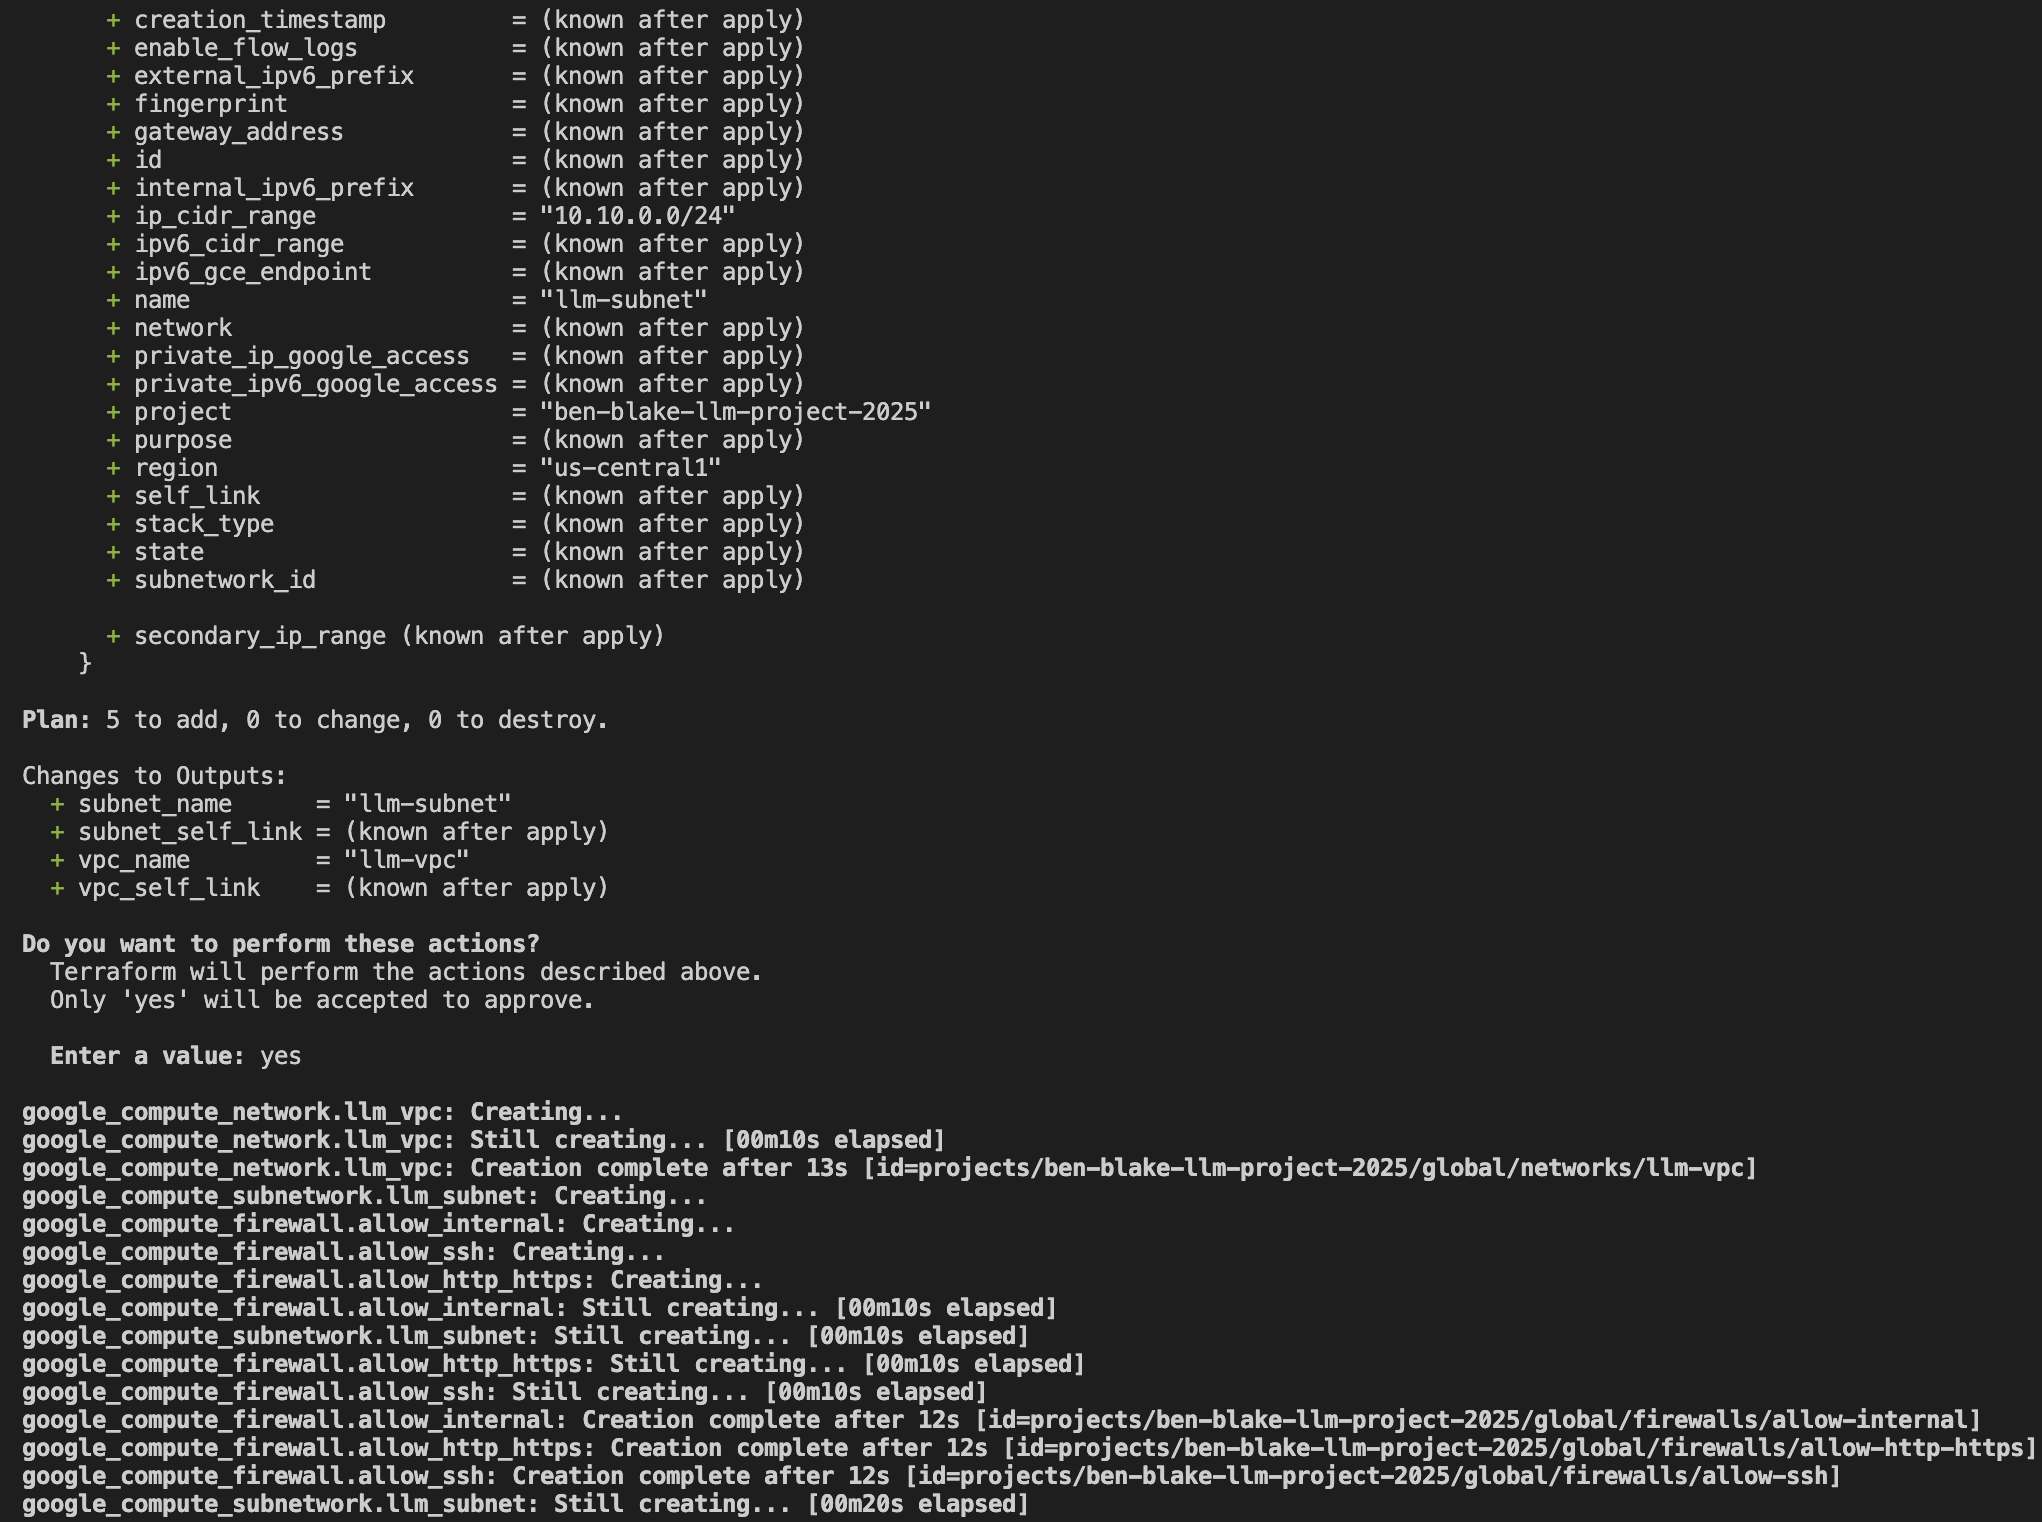 + creation_timestamp         = (known after apply)
+ enable_flow_logs           = (known after apply)
+ external_ipv6_prefix       = (known after apply)
+ fingerprint                = (known after apply)
+ gateway_address            = (known after apply)
+ id                         = (known after apply)
+ internal_ipv6_prefix       = (known after apply)
+ ip_cidr_range              = "10.10.0.0/24"
+ ipv6_cidr_range            = (known after apply)
+ ipv6_gce_endpoint          = (known after apply)
+ name                       = "llm-subnet"
+ network                    = (known after apply)
+ private_ip_google_access   = (known after apply)
+ private_ipv6_google_access = (known after apply)
+ project                    = "ben-blake-llm-project-2025"
+ purpose                    = (known after apply)
+ region                     = "us-central1"
+ self_link                  = (known after apply)
+ stack_type                 = (known after apply)
+ state                      = (known after apply)
+ subnetwork_id              = (known after apply)
+ secondary_ip_range (known after apply)
}
Plan: 5 to add, 0 to change, 0 to destroy.
Changes to Outputs:
+ subnet_name      = "llm-subnet"
+ subnet_self_link = (known after apply)
+ vpc_name         = "llm-vpc"
+ vpc_self_link    = (known after apply)
Do you want to perform these actions?
Terraform will perform the actions described above.
Only 'yes' will be accepted to approve.
Enter a value: yes
google_compute_network.llm_vpc: Creating...
google_compute_network.llm_vpc: Still creating... [00m10s elapsed]
google_compute_network.llm_vpc: Creation complete after 13s [id=projects/ben-blake-llm-project-2025/global/networks/llm-vpc]
google_compute_subnetwork.llm_subnet: Creating...
google_compute_firewall.allow_internal: Creating...
google_compute_firewall.allow_ssh: Creating...
google_compute_firewall.allow_http_https: Creating...
google_compute_firewall.allow_internal: Still creating... [00m10s elapsed]
google_compute_subnetwork.llm_subnet: Still creating... [00m10s elapsed]
google_compute_firewall.allow_http_https: Still creating... [00m10s elapsed]
google_compute_firewall.allow_ssh: Still creating... [00m10s elapsed]
google_compute_firewall.allow_internal: Creation complete after 12s [id=projects/ben-blake-llm-project-2025/global/firewalls/allow-internal]
google_compute_firewall.allow_http_https: Creation complete after 12s [id=projects/ben-blake-llm-project-2025/global/firewalls/allow-http-https]
google_compute_firewall.allow_ssh: Creation complete after 12s [id=projects/ben-blake-llm-project-2025/global/firewalls/allow-ssh]
google_compute_subnetwork.llm_subnet: Still creating... [00m20s elapsed]